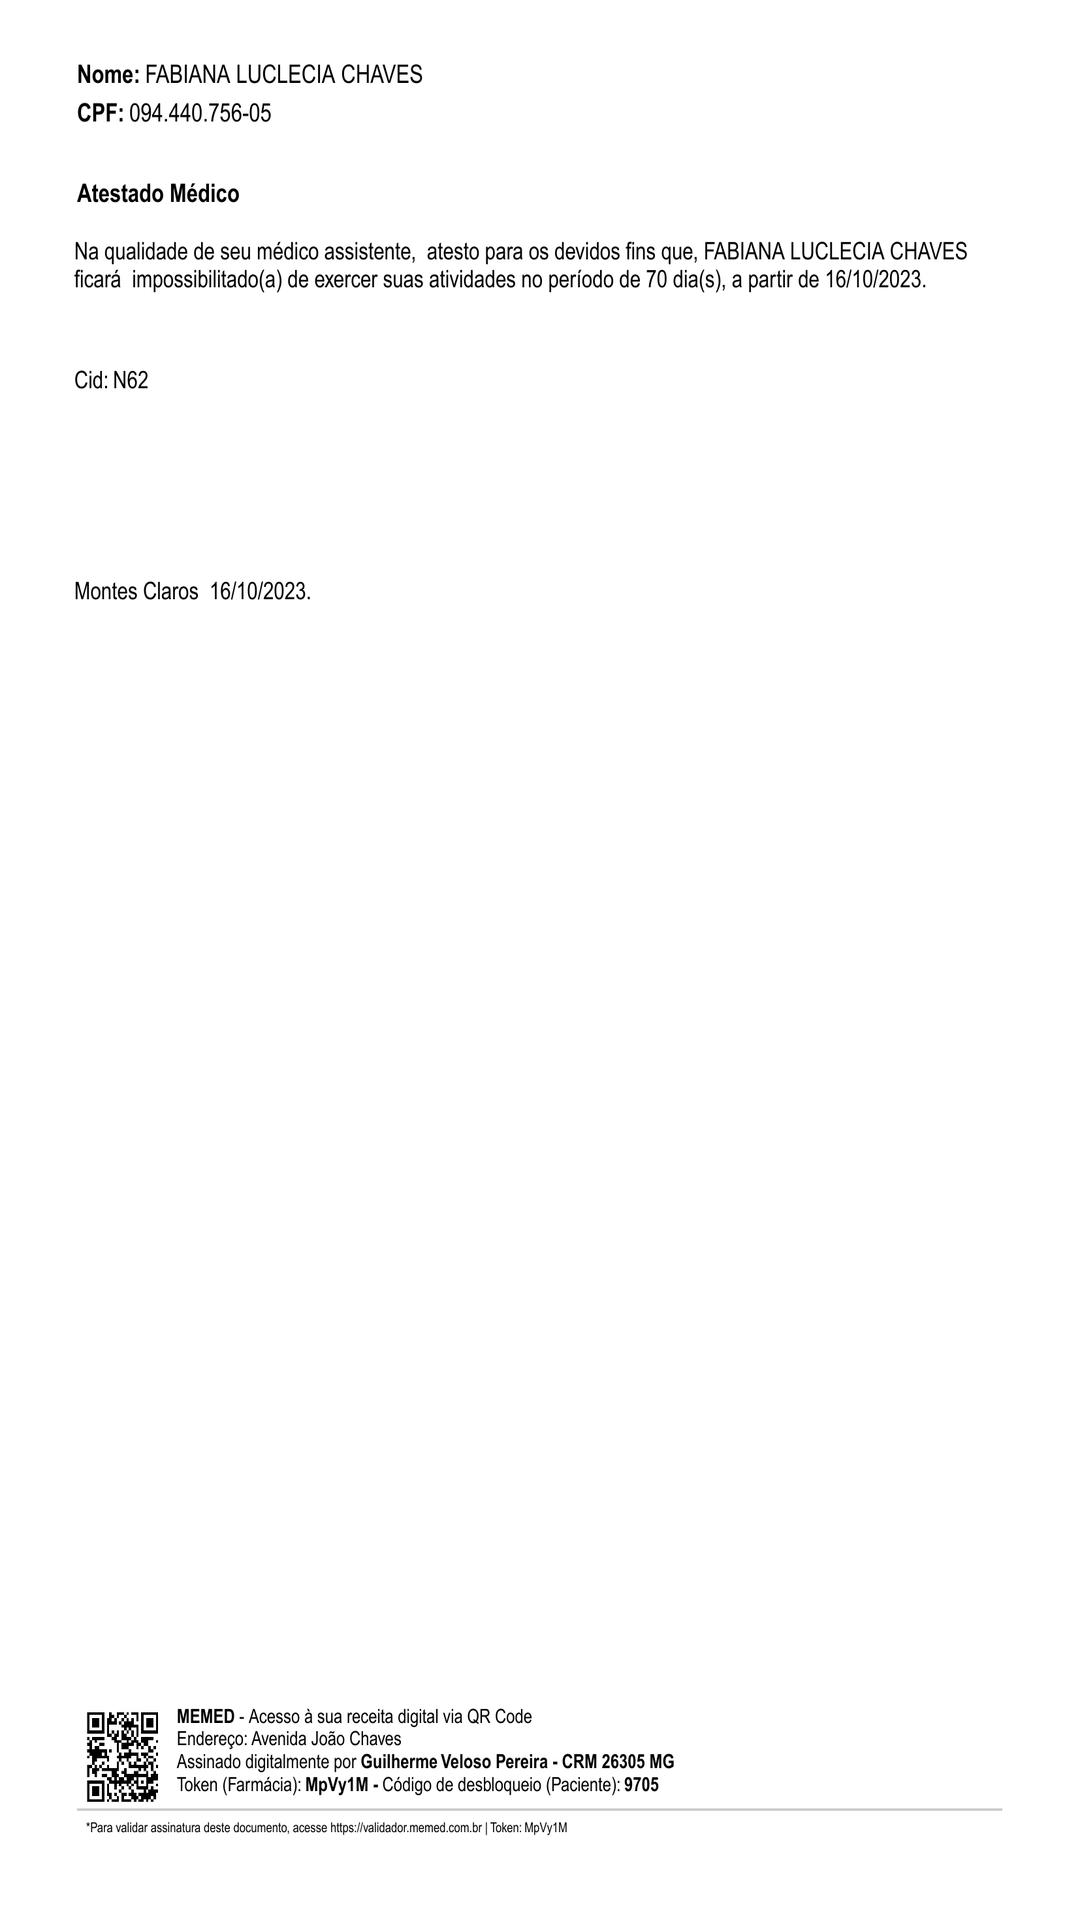 Nome: FABIANA LUCLECIA CHAVES
CPF: 094.440.756-05
Atestado Médico
Na qualidade de seu médico assistente,  atesto para os devidos fins que, FABIANA LUCLECIA CHAVES
ficará  impossibilitado(a) de exercer suas atividades no período de 70 dia(s), a partir de 16/10/2023.
Cid: N62
Montes Claros  16/10/2023.
MEMED - Acesso à sua receita digital via QR Code
Endereço: Avenida João Chaves
Assinado digitalmente por Guilherme Veloso Pereira - CRM 26305 MG
Token (Farmácia): MpVy1M - Código de desbloqueio (Paciente): 9705
*Para validar assinatura deste documento, acesse https://validador.memed.com.br | Token: MpVy1M